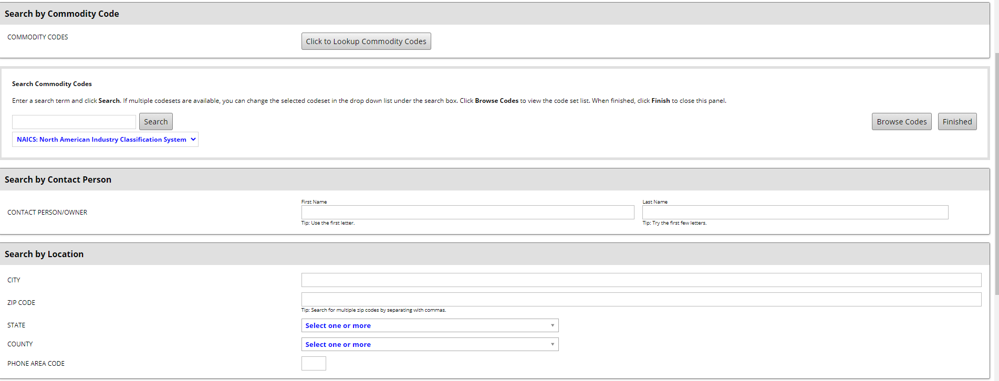 Search by Commodity Code
COMMODITY CODES
Click to Lookup Commodity Codes
Search Commodity Codes
Enter a search term and click Search. If multiple codesets are available, you can change the selected codeset in the drop down list under the search box. Click Browse Codes to view the code set list. When finished, click Finish to close this panel.
Search
Browse Codes
Finished
NAICS: North American Industry Classification System
Search by Contact Person
First Name
Last Name
CONTACT PERSON/OWNER
Tip: Use the first letter.
Tip: Try the first few letters.
Search by Location
CITY
ZIP CODE
Tip: Search for multiple zip codes by separating with commas.
STATE
Select one or more
COUNTY
Select one or more
PHONE AREA CODE